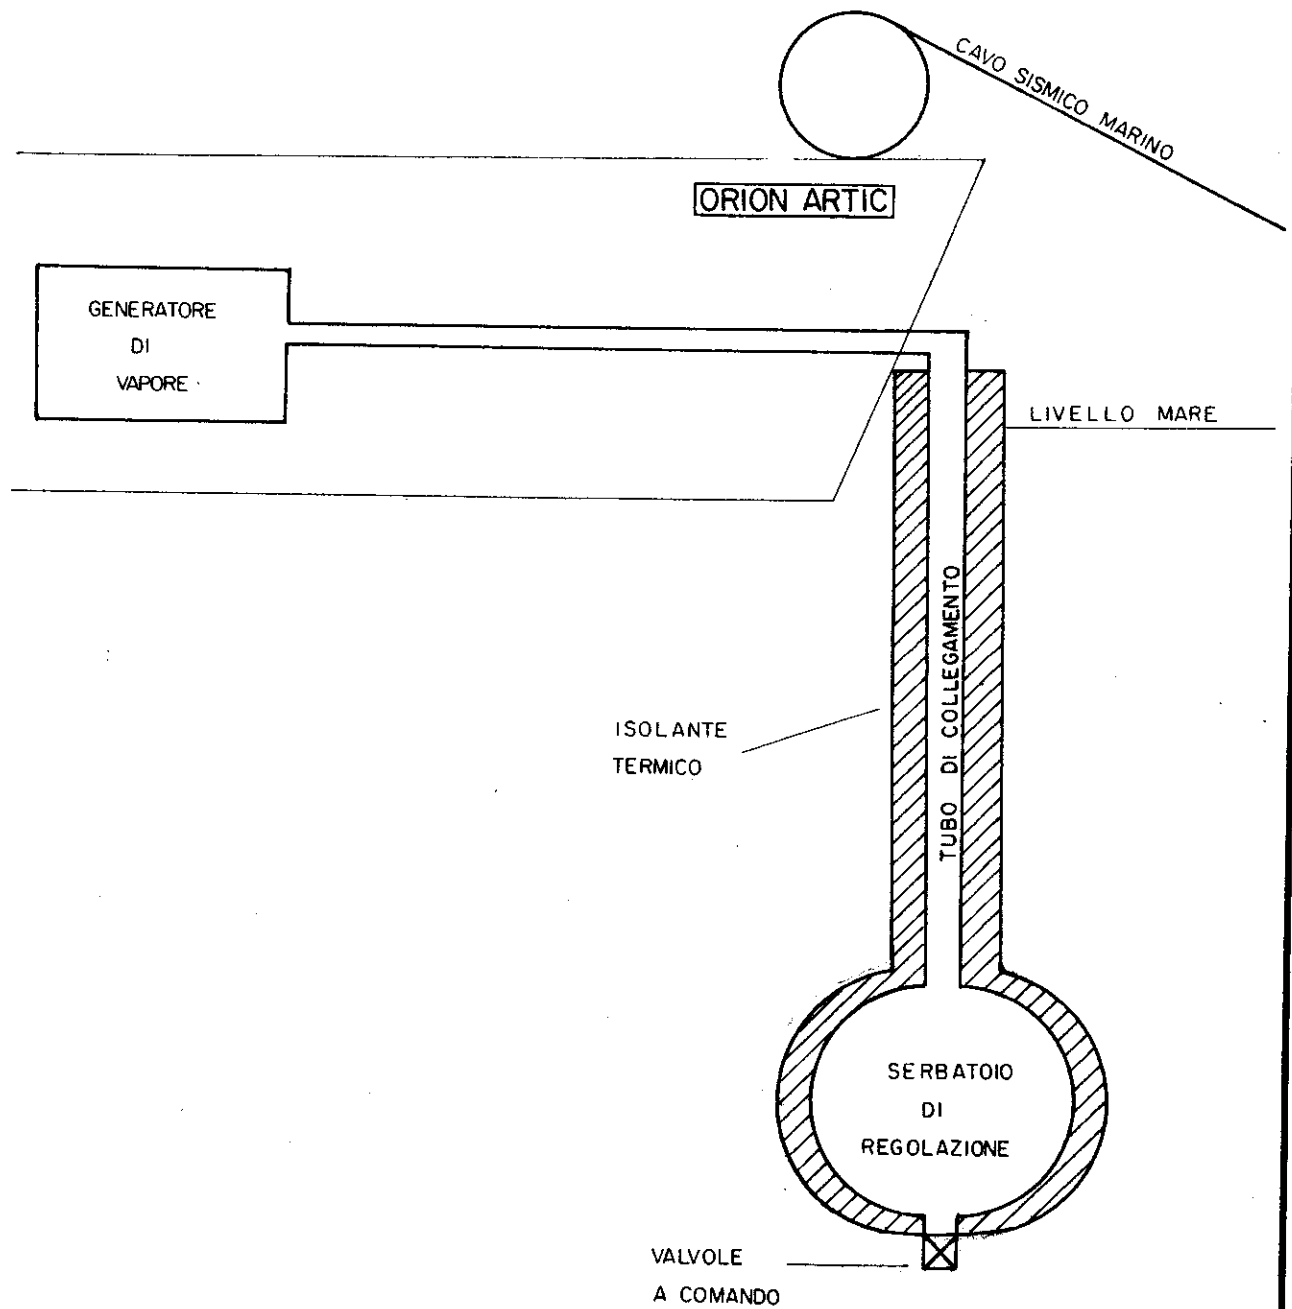 CAVO SISMICO MARINO
ORION ARTIC
GENERATORE
DI
VAPORE
LIVELLO MARE
TUBO DI COLLEGAMENTO
ISOLANTE
TERMICO
SERBATOIO
DI
REGOLAZIONE
VALVOLE
A COMANDO